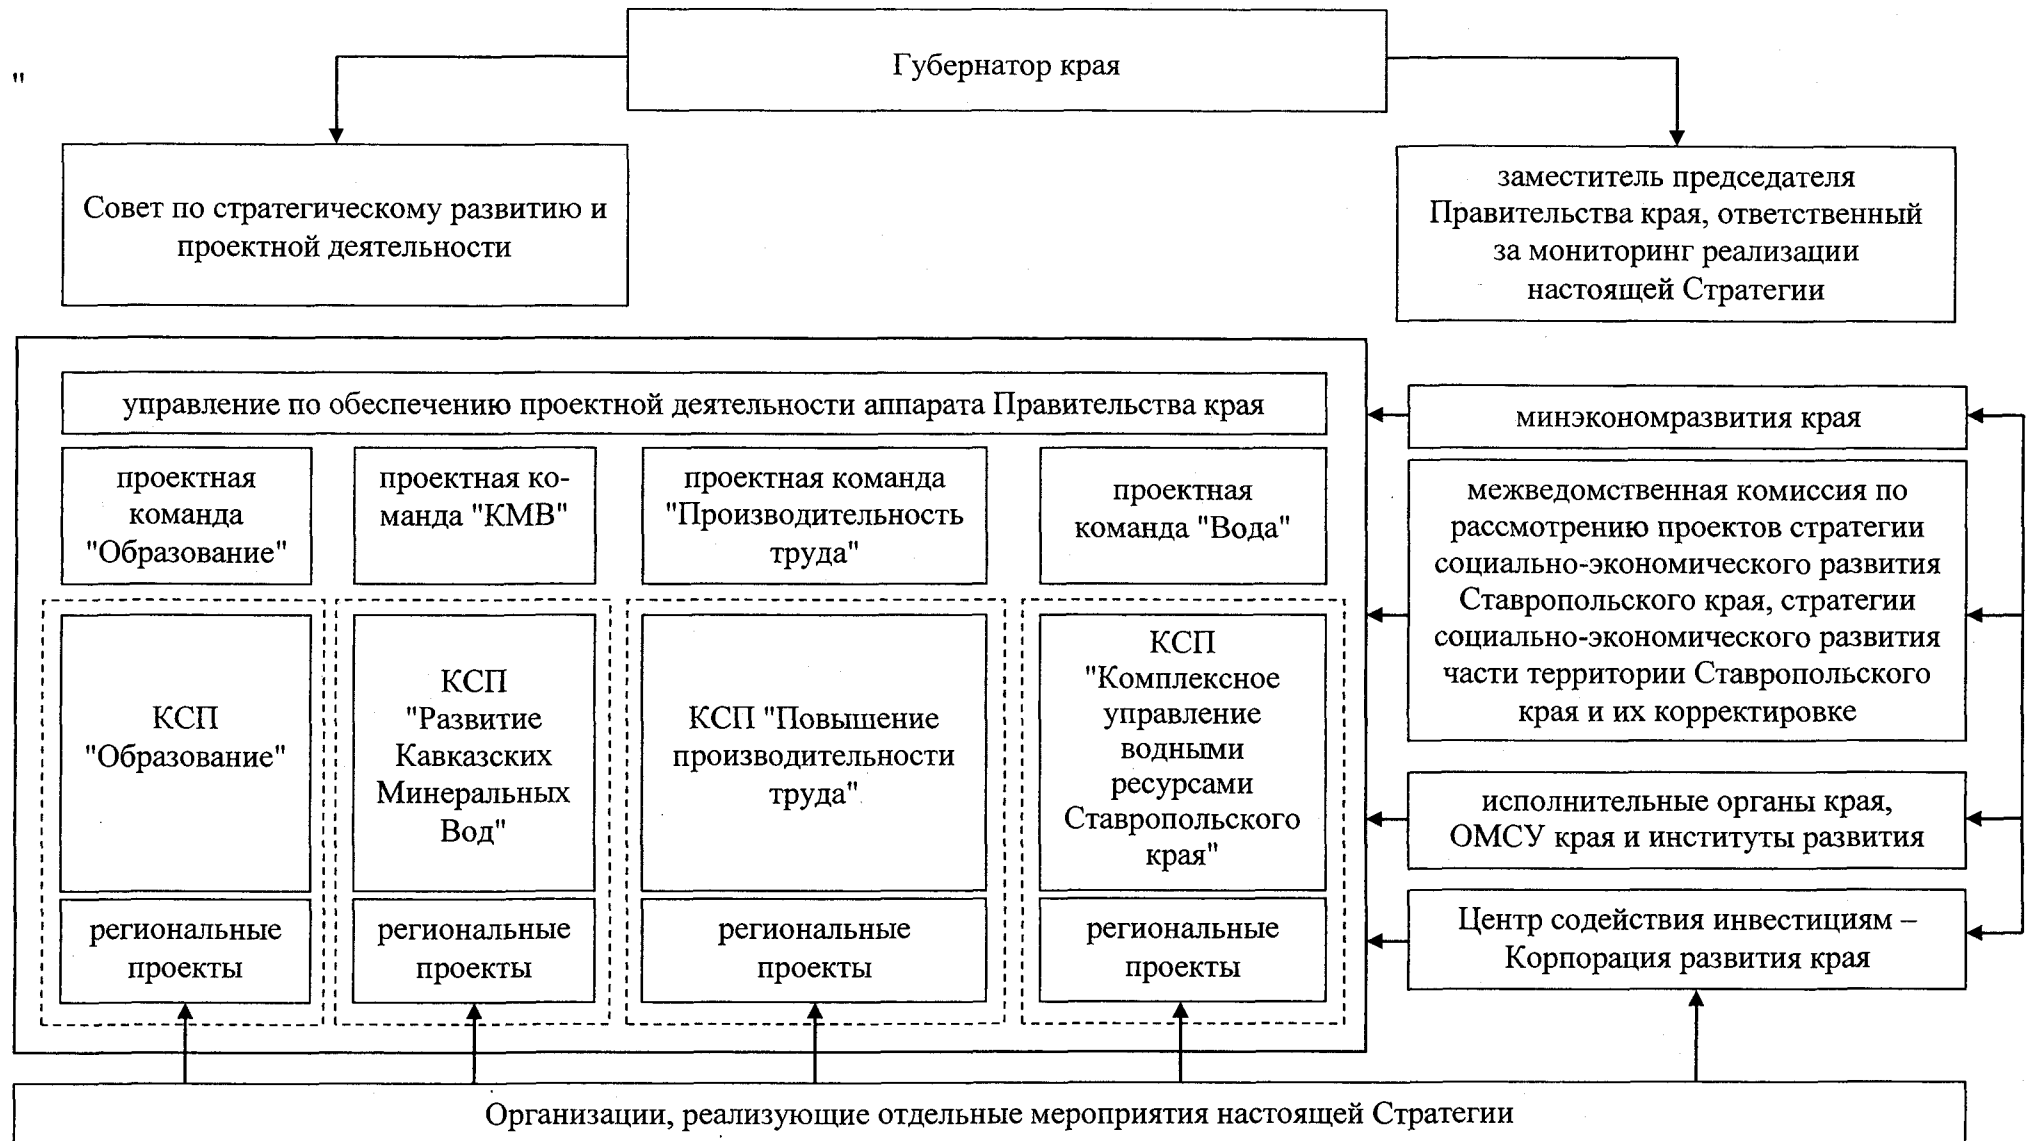 Губернатор края
"
Совет по стратегическому развитию и
проектной деятельности
заместитель председателя
Правительства края, ответственный
за мониторинг реализации
настоящей Стратегии
управление по обеспечению проектной деятельности аппарата Правительства края
проектная
команда
"Образование"
проектная ко-
манда "КМВ"
проектная команда
"Производительность
труда"
проектная
команда "Вода"
КСП
"Образование"
КСП
"Развитие
Кавказских
Минеральных
Вод"
КСП "Повышение
производительности
труда"
КСП
"Комплексное
управление
водными
ресурсами
Ставропольского
края"
региональные
проекты
региональные
проекты
региональные
проекты
региональные
проекты
минэкономразвития края
межведомственная комиссия по
рассмотрению проектов стратегии
социально-экономического развития
Ставропольского края, стратегии
социально-экономического развития
части территории Ставропольского
края и их корректировке
исполнительные органы края,
ОМСУ края и институты развития
Центр содействия инвестициям –
Корпорация развития края
Организации, реализующие отдельные мероприятия настоящей Стратегии